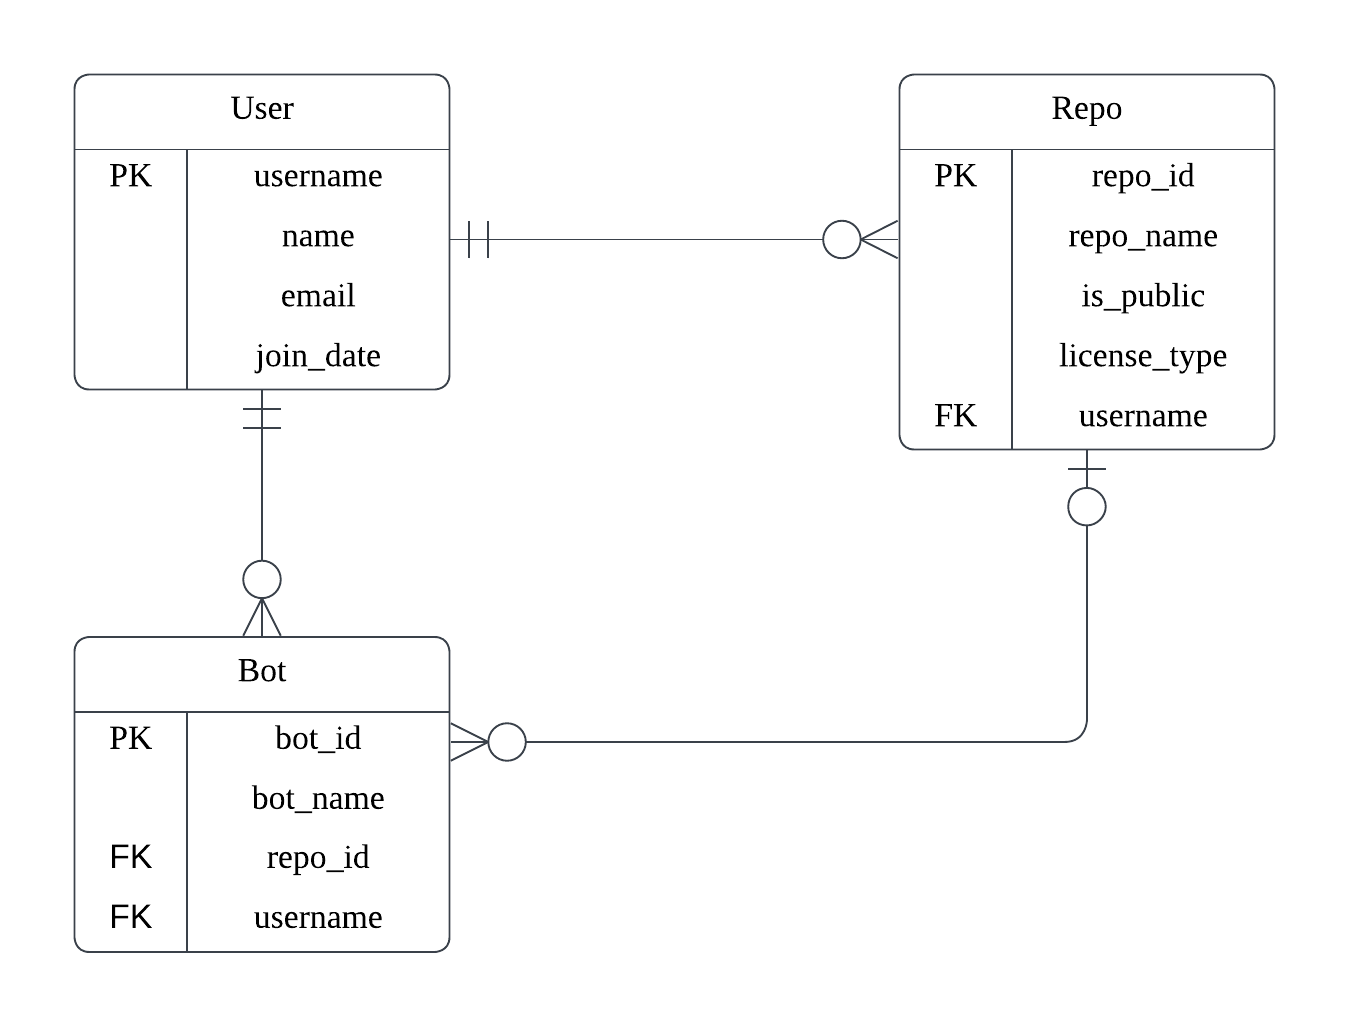 User
PK username
name
email
join_date
Repo
PK repo_id
repo_name
is_public
license_type
FK username
Bot
PK bot_id
bot_name
FK repo_id
FK username